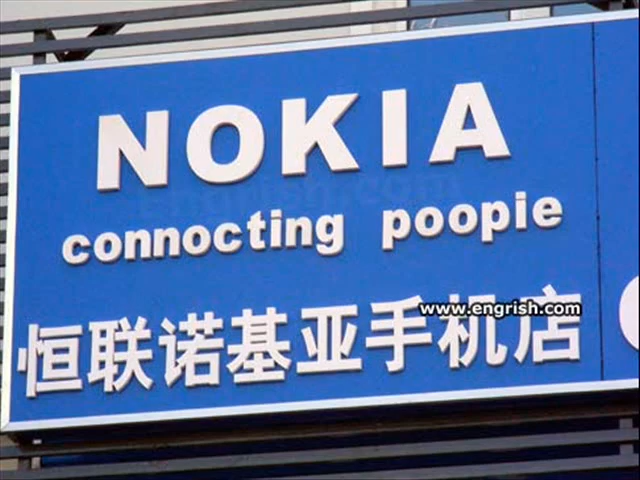 NOKIA
connocting poopie
www.engrish.com
恒联诺基亚手机店